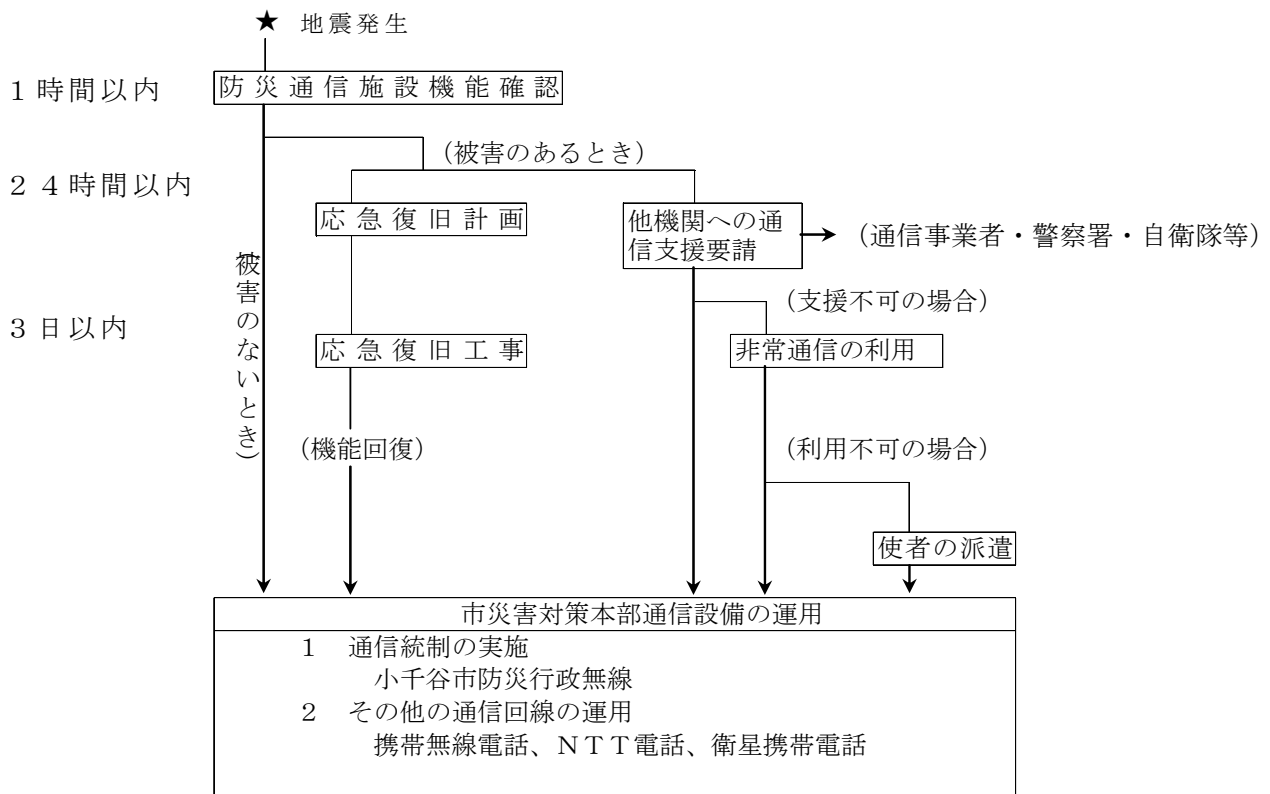 ★ 地震発生
１時間以内
防災通信施設機能確認
（被害のあるとき）
２４時間以内
応急復旧計画
他機関への通
信支援要請
（通信事業者・警察署・自衛隊等）
（被害のないとき）
（支援不可の場合）
３日以内
応急復旧工事
非常通信の利用
（機能回復）
（利用不可の場合）
使者の派遣
市災害対策本部通信設備の運用
１　通信統制の実施
小千谷市防災行政無線
２　その他の通信回線の運用
携帯無線電話、ＮＴＴ電話、衛星携帯電話